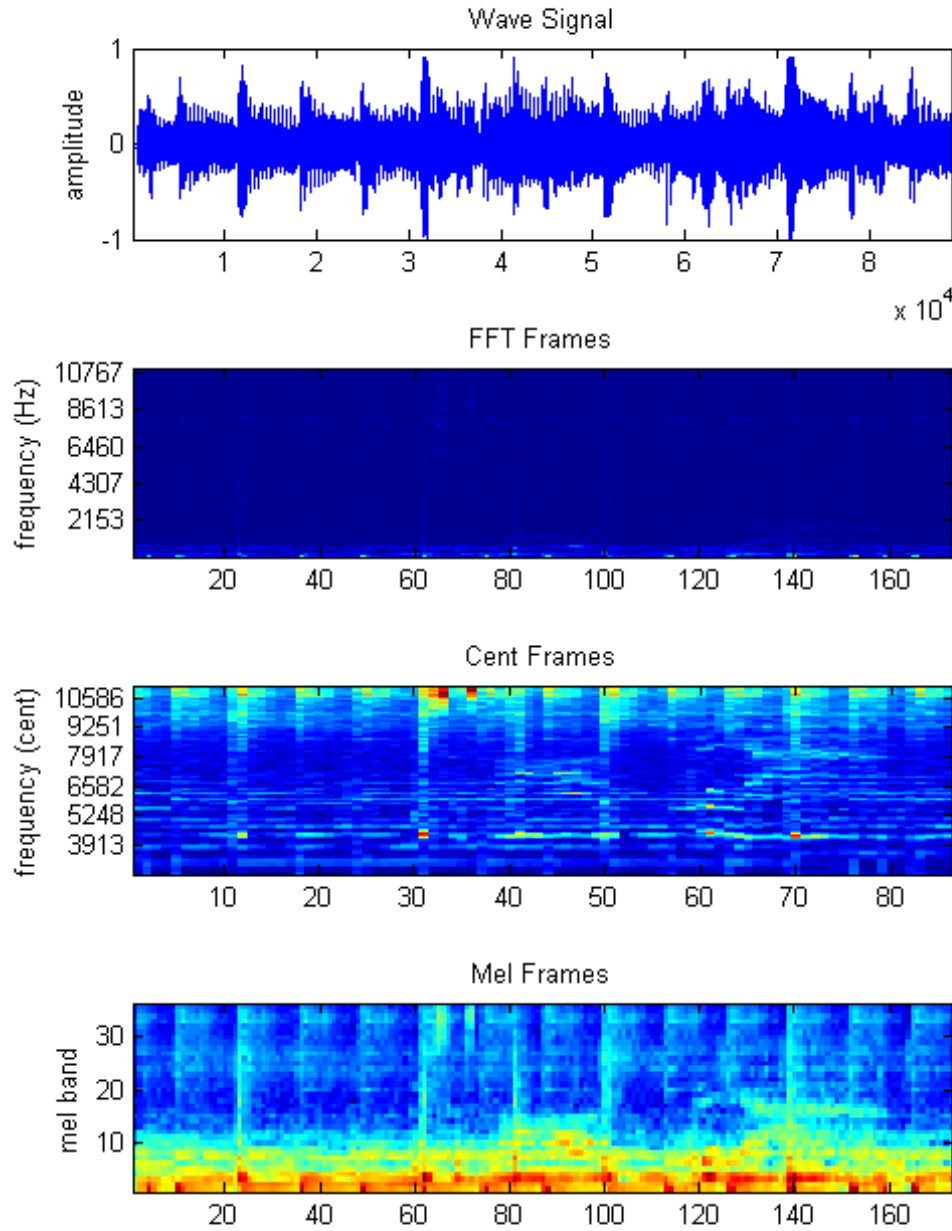 Wave Signal
1
0
-1
amplitude
1 2 3 4 5 6 7 8
x 10⁴
FFT Frames
10767
8613
6460
4307
2153
frequency (Hz)
20 40 60 80 100 120 140 160
Cent Frames
10586
9251
7917
6582
5248
3913
frequency (cent)
10 20 30 40 50 60 70 80
Mel Frames
30
20
10
mel band
20 40 60 80 100 120 140 160